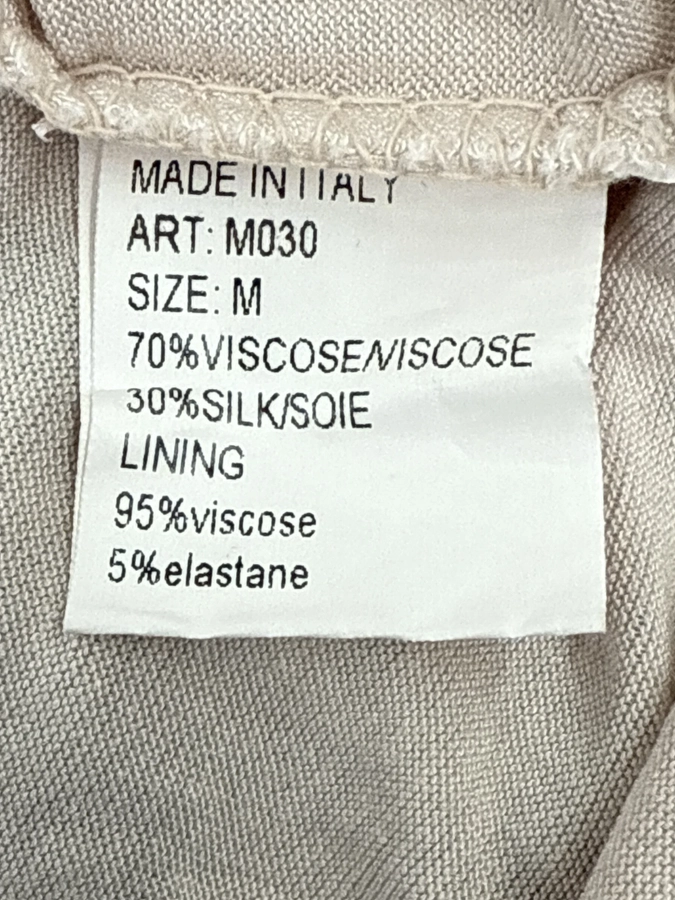 MADE IN ITALY
ART: M030
SIZE: M
70%VISCOSE/VISCOSE
30%SILK/SOIE
LINING
95%viscose
5%elastane